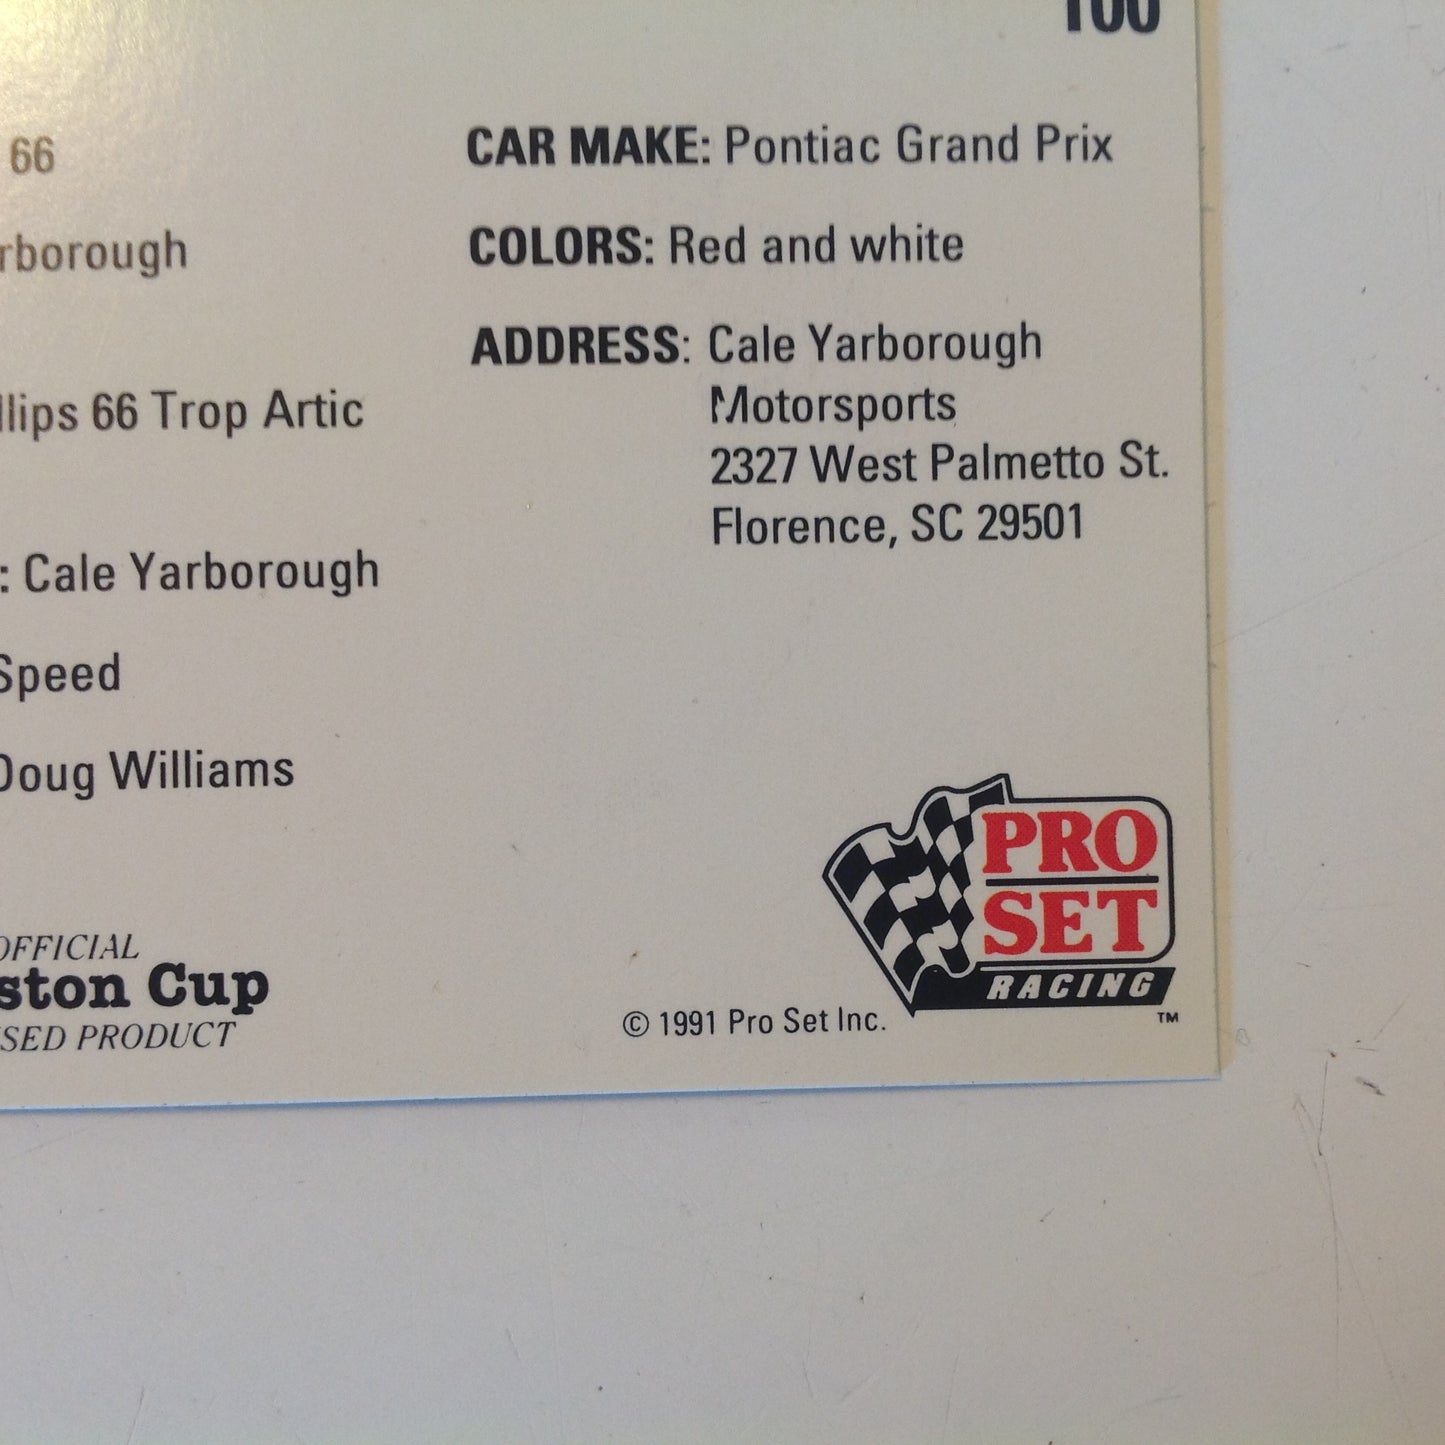 100
66
rborough
llips 66 Trop Artic
: Cale Yarborough
Speed
Doug Williams
OFFICIAL
ston Cup
SED PRODUCT
CAR MAKE: Pontiac Grand Prix
COLORS: Red and white
ADDRESS: Cale Yarborough
Motorsports
2327 West Palmetto St.
Florence, SC 29501
© 1991 Pro Set Inc.
PRO
SET
RACING
TM